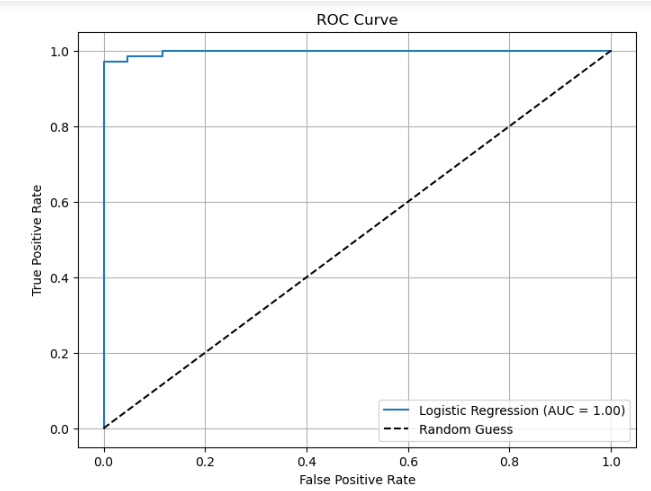 ROC Curve
True Positive Rate
1.0
0.8
0.6
0.4
0.2
0.0
0.0 0.2 0.4 0.6 0.8 1.0
False Positive Rate
Logistic Regression (AUC = 1.00)
Random Guess